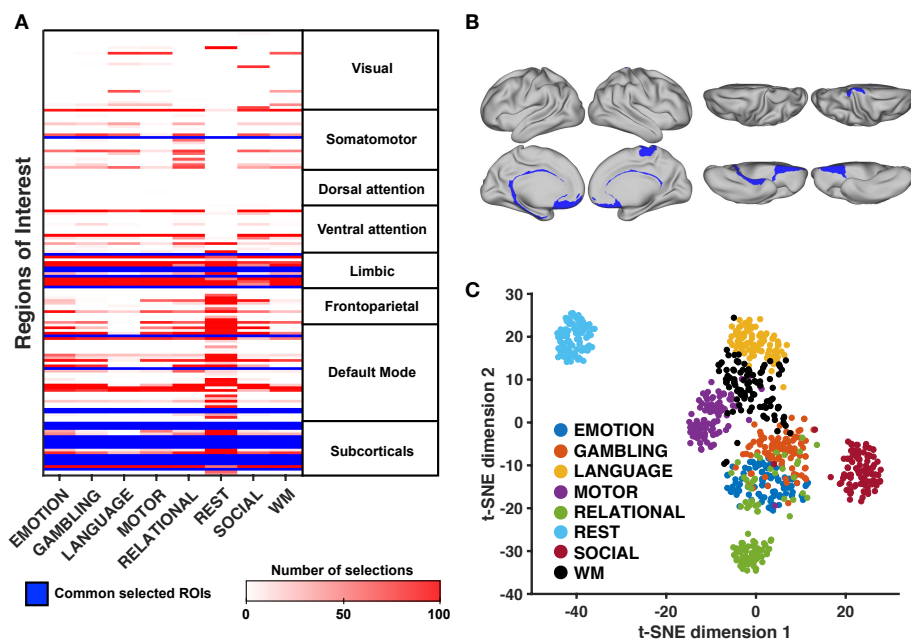 A
Regions of Interest
Visual
Somatomotor
Dorsal attention
Ventral attention
Limbic
Frontoparietal
Default Mode
Subcorticals
EMOTION
GAMBLING
LANGUAGE
MOTOR
RELATIONAL
REST
SOCIAL
WM
Common selected ROIs
Number of selections
0 50 100
B
C
30
20
10
0
-10
-20
-30
-40
t-SNE dimension 2
EMOTION
GAMBLING
LANGUAGE
MOTOR
RELATIONAL
REST
SOCIAL
WM
-40 -20 0 20
t-SNE dimension 1